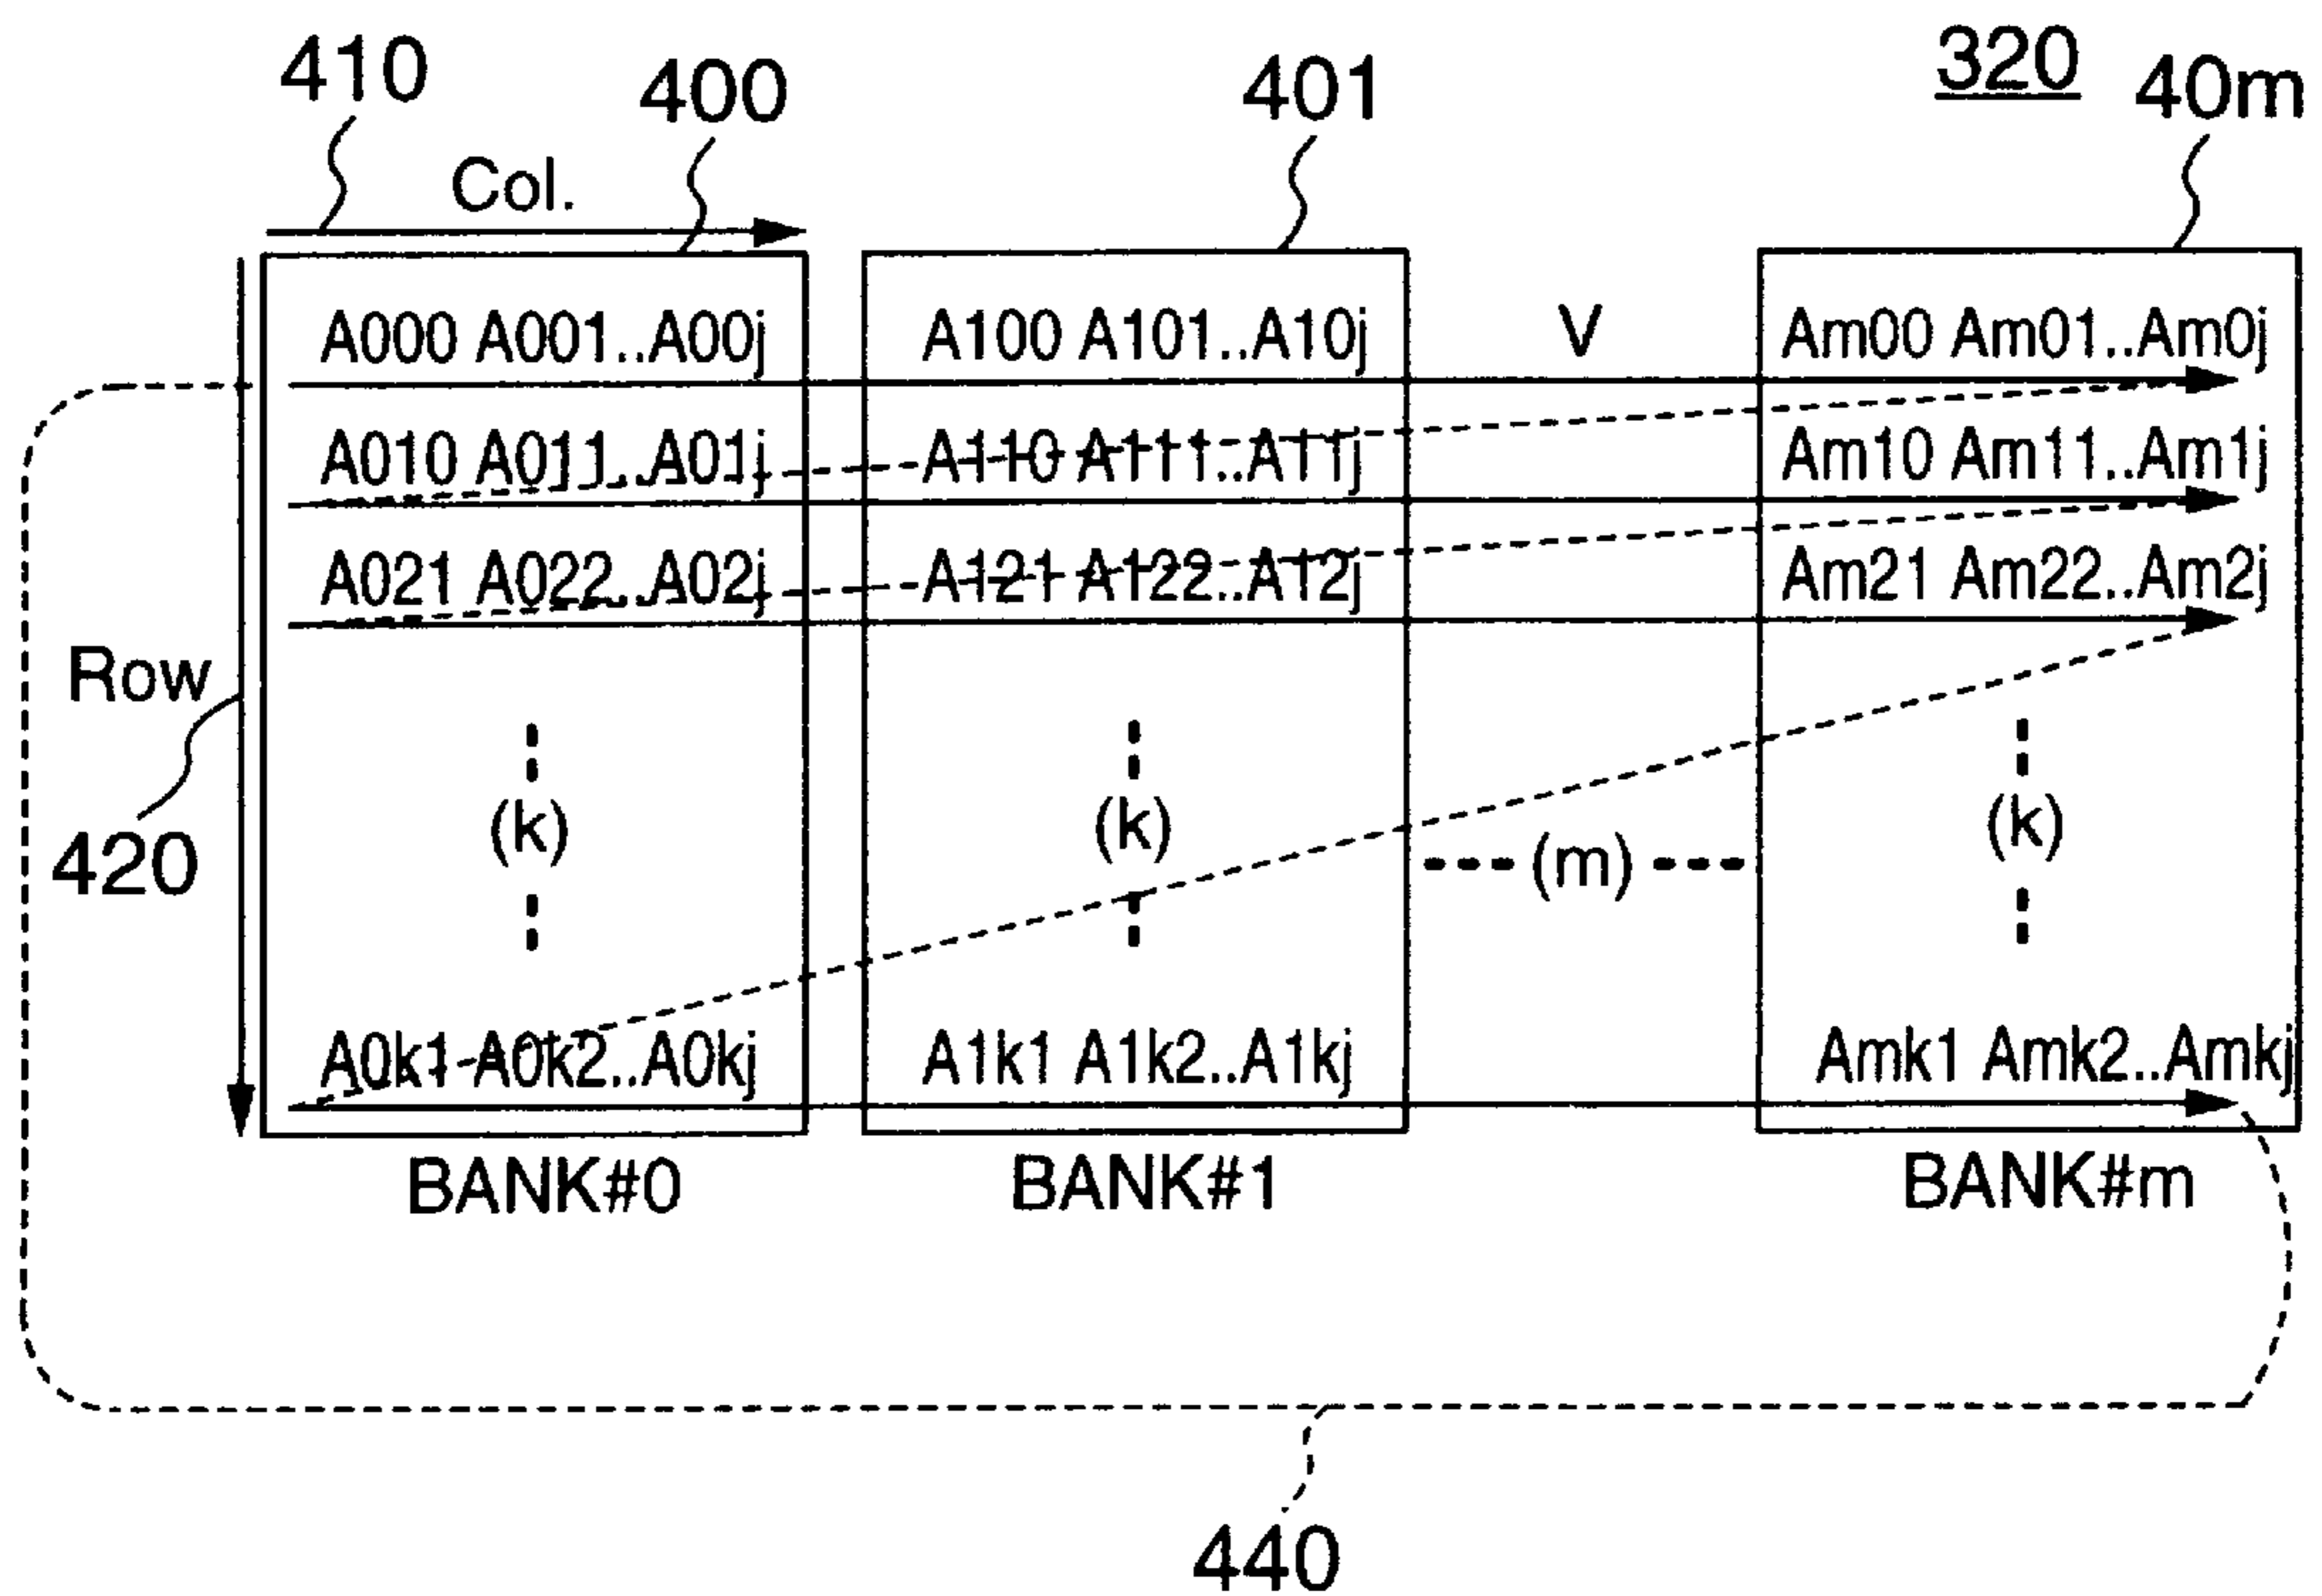 410 400 401 320 40m
Col.
A000 A001..A00j A100 A101..A10j V Am00 Am01..Am0j
A010 A011..A01j A110 A111..A11j Am10 Am11..Am1j
A021 A022..A02j A121 A122..A12j Am21 Am22..Am2j
Row
(k) (k) (m) (k)
420
A0k1 A0k2..A0kj A1k1 A1k2..A1kj Amk1 Amk2..Amkj
BANK#0 BANK#1 BANK#m
440